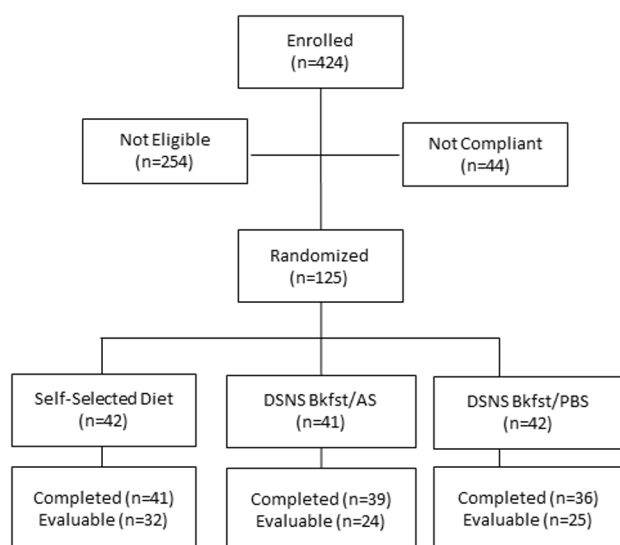 Enrolled
(n=424)
Not Eligible
(n=254)
Not Compliant
(n=44)
Randomized
(n=125)
Self-Selected Diet
(n=42)
DSNS Bkfst/AS
(n=41)
DSNS Bkfst/PBS
(n=42)
Completed (n=41)
Evaluable (n=32)
Completed (n=39)
Evaluable (n=24)
Completed (n=36)
Evaluable (n=25)